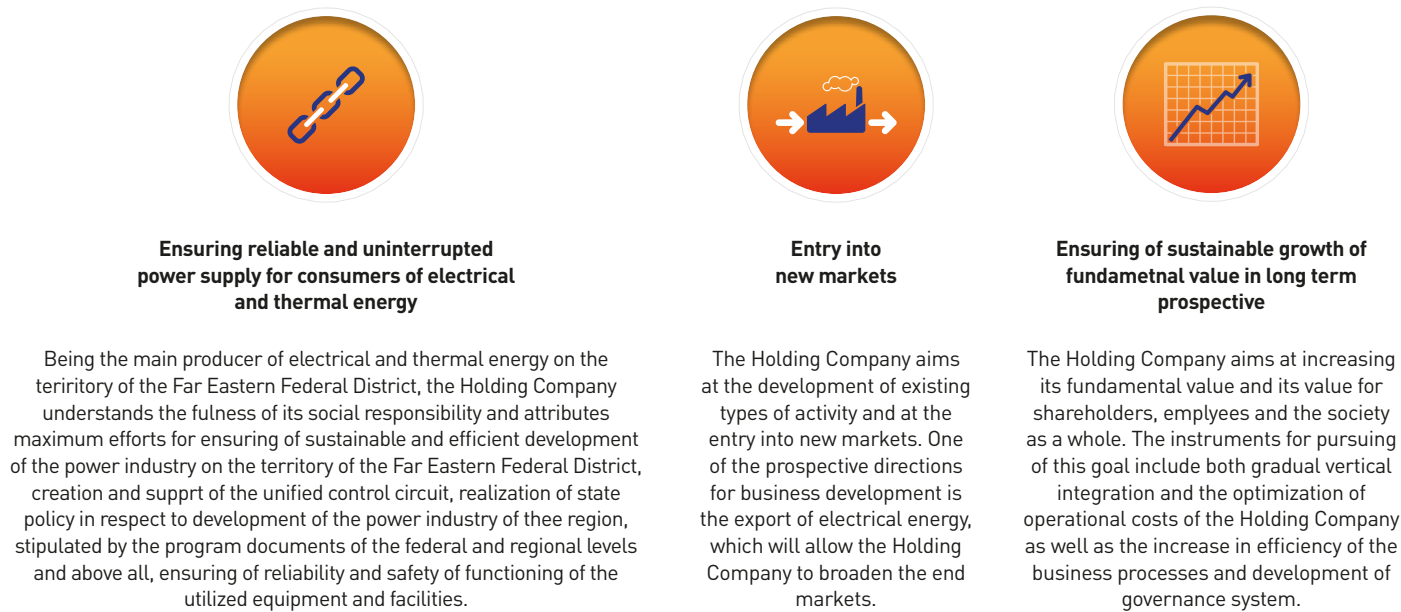 Ensuring reliable and uninterrupted
power supply for consumers of electrical
and thermal energy
Being the main producer of electrical and thermal energy on the
teriritory of the Far Eastern Federal District, the Holding Company
understands the fulness of its social responsibility and attributes
maximum efforts for ensuring of sustainable and efficient development
of the power industry on the territory of the Far Eastern Federal District,
creation and supprt of the unified control circuit, realization of state
policy in respect to development of the power industry of thee region,
stipulated by the program documents of the federal and regional levels
and above all, ensuring of reliability and safety of functioning of the
utilized equipment and facilities.
Entry into
new markets
The Holding Company aims
at the development of existing
types of activity and at the
entry into new markets. One
of the prospective directions
for business development is
the export of electrical energy,
which will allow the Holding
Company to broaden the end
markets.
Ensuring of sustainable growth of
fundametnal value in long term
prospective
The Holding Company aims at increasing
its fundamental value and its value for
shareholders, emplyees and the society
as a whole. The instruments for pursuing
of this goal include both gradual vertical
integration and the optimization of
operational costs of the Holding Company
as well as the increase in efficiency of the
business processes and development of
governance system.